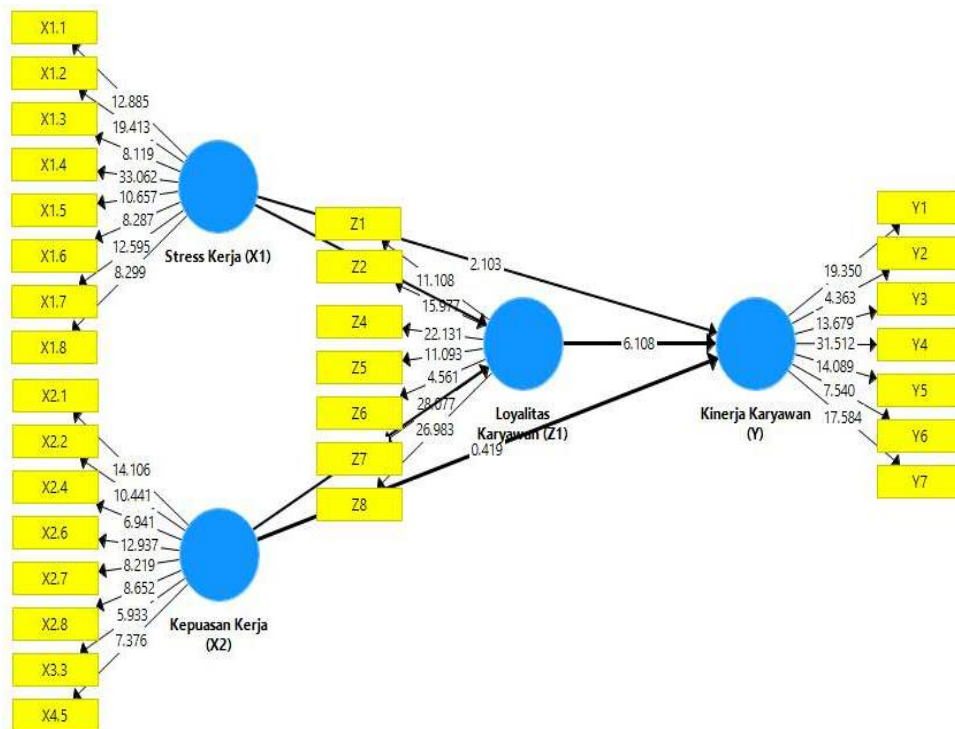 X1.1
X1.2
X1.3
X1.4
X1.5
X1.6
X1.7
X1.8
12.885
19.413
8.119
33.062
10.657
8.287
12.595
8.299
Stress Kerja (X1)
X2.1
X2.2
X2.4
X2.6
X2.7
X2.8
X3.3
X4.5
14.106
10.441
6.941
12.937
8.219
8.652
5.933
7.376
Kepuasan Kerja
(X2)
Z1
Z2
Z4
Z5
Z6
Z7
Z8
11.108
15.977
22.131
11.093
4.561
28.077
26.983
Loyalitas
Karyawan (Z1)
2.103
6.108
0.419
Kinerja Karyawan
(Y)
19.350
4.363
13.679
31.512
14.089
7.540
17.584
Y1
Y2
Y3
Y4
Y5
Y6
Y7